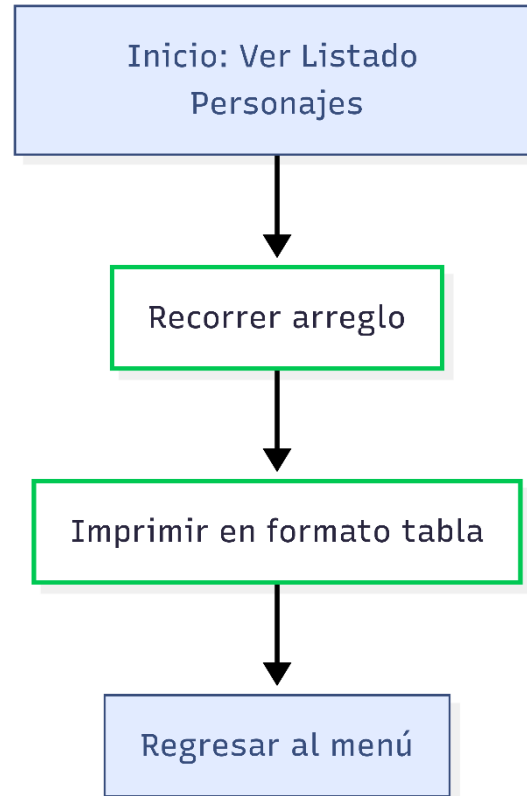 Inicio: Ver Listado
Personajes
Recorrer arreglo
Imprimir en formato tabla
Regresar al menú